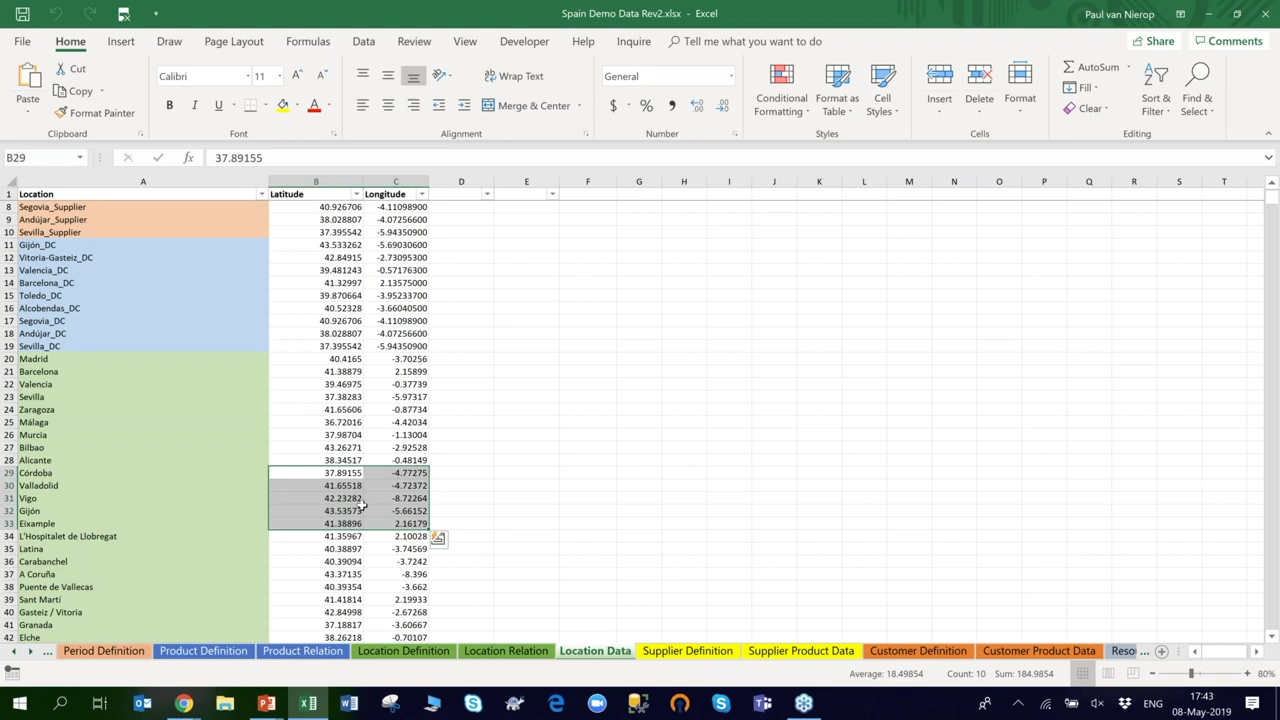 Spain Demo Data Rev2.xlsx - Excel
Paul van Nierop
File Home Insert Draw Page Layout Formulas Data Review View Developer Help Inquire Tell me what you want to do Share Comments
Paste Cut Copy Format Painter Clipboard
Calibri 11 B I U A Font
Wrap Text Merge & Center Alignment
General $ % Number
Conditional Formatting Format as Table Cell Styles Styles
Insert Delete Format Cells
AutoSum Fill Clear Sort & Filter Find & Select Editing
B29 fx 37.89155
A B C D E F G H I J K L M N O P Q R S T
1 Location Latitude Longitude
8 Segovia_Supplier 40.926706 -4.11098900
9 Andújar_Supplier 38.028807 -4.07256600
10 Sevilla_Supplier 37.395542 -5.94350900
11 Gijón_DC 43.533262 -5.69030600
12 Vitoria-Gasteiz_DC 42.84915 -2.73095300
13 Valencia_DC 39.481243 -0.57176300
14 Barcelona_DC 41.32997 2.13575000
15 Toledo_DC 39.870664 -3.95233700
16 Alcobendas_DC 40.52328 -3.66040500
17 Segovia_DC 40.926706 -4.11098900
18 Andújar_DC 38.028807 -4.07256600
19 Sevilla_DC 37.395542 -5.94350900
20 Madrid 40.4165 -3.70256
21 Barcelona 41.38879 2.15899
22 Valencia 39.46975 -0.37739
23 Sevilla 37.38283 -5.97317
24 Zaragoza 41.65606 -0.87734
25 Málaga 36.72016 -4.42034
26 Murcia 37.98704 -1.13004
27 Bilbao 43.26271 -2.92528
28 Alicante 38.34517 -0.48149
29 Córdoba 37.89155 -4.77275
30 Valladolid 41.65518 -4.72372
31 Vigo 42.23282 -8.72264
32 Gijón 43.53573 -5.66152
33 Eixample 41.38896 2.16179
34 L'Hospitalet de Llobregat 41.35967 2.10028
35 Latina 40.38897 -3.74569
36 Carabanchel 40.39094 -3.7242
37 A Coruña 43.37135 -8.396
38 Puente de Vallecas 40.39354 -3.662
39 Sant Martí 41.41814 2.19933
40 Gasteiz / Vitoria 42.84998 -2.67268
41 Granada 37.18817 -3.60667
42 Elche 38.26218 -0.70107
... Period Definition Product Definition Product Relation Location Definition Location Relation Location Data Supplier Definition Supplier Product Data Customer Definition Customer Product Data Reso ...
Average: 18.49854 Count: 10 Sum: 184.9854 80%
ENG 17:43
08-May-2019